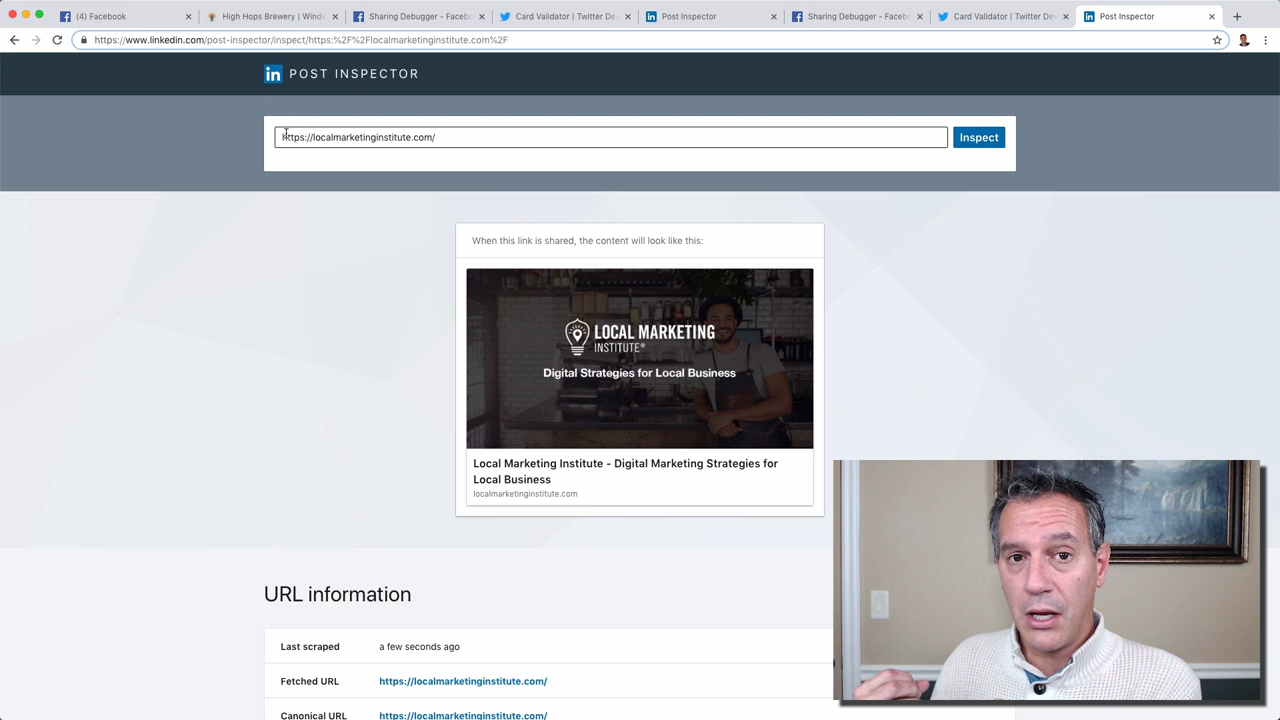 (4) Facebook
High Hops Brewery | Winds
Sharing Debugger - Facebo
Card Validator | Twitter Dev
Post Inspector
Sharing Debugger - Facebo
Card Validator | Twitter Dev
Post Inspector
https://www.linkedin.com/post-inspector/inspect/https:%2F%2Flocalmarketinginstitute.com%2F
in POST INSPECTOR
https://localmarketinginstitute.com/
Inspect
When this link is shared, the content will look like this:
LOCAL MARKETING
INSTITUTE®
Digital Strategies for Local Business
Local Marketing Institute - Digital Marketing Strategies for
Local Business
localmarketinginstitute.com
URL information
Last scraped a few seconds ago
Fetched URL https://localmarketinginstitute.com/
Canonical URL https://localmarketinginstitute.com/